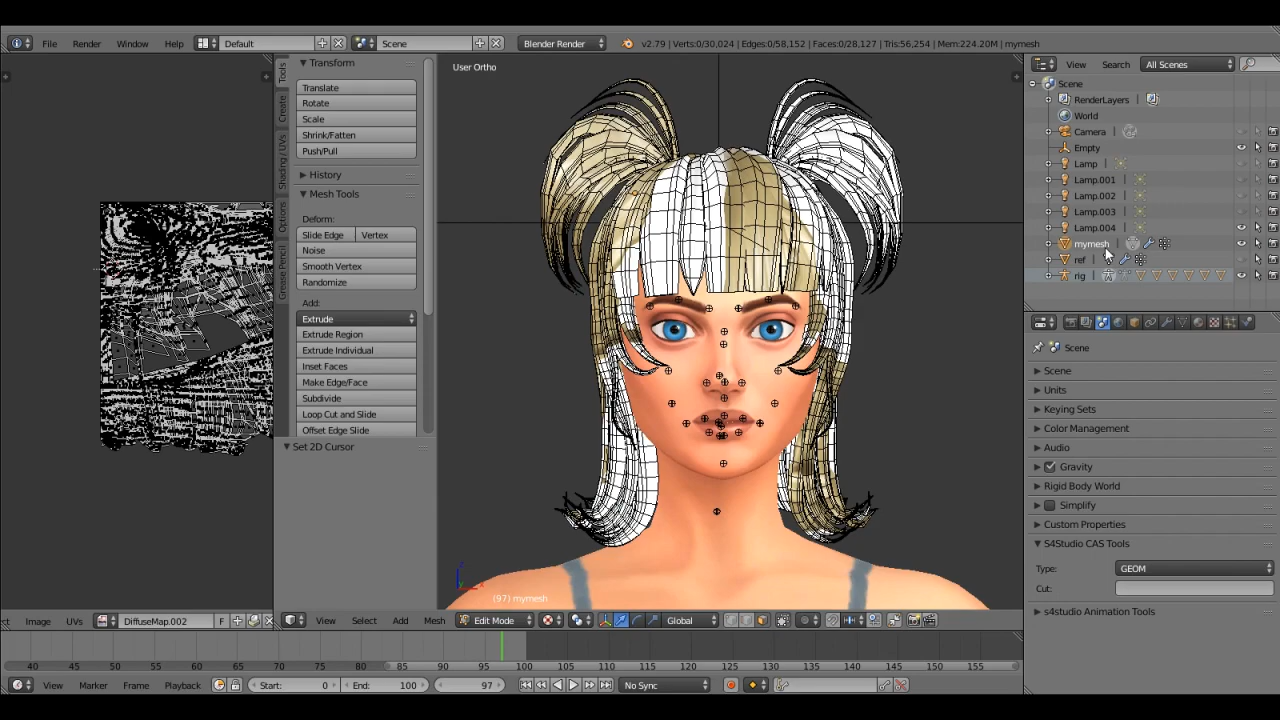 File Render Window Help Default Scene Blender Render v2.79 | Verts:0/30,024 | Edges:0/58,152 | Faces:0/28,127 | Tris:56,254 | Mem:224.20M | mymesh
Tools
Create
Shading / UVs
Options
Grease Pencil
Transform
Translate
Rotate
Scale
Shrink/Fatten
Push/Pull
History
Mesh Tools
Deform:
Slide Edge Vertex
Noise
Smooth Vertex
Randomize
Add:
Extrude
Extrude Region
Extrude Individual
Inset Faces
Make Edge/Face
Subdivide
Loop Cut and Slide
Offset Edge Slide
Set 2D Cursor
User Ortho
(97) mymesh
View Search All Scenes
Scene
RenderLayers
World
Camera
Empty
Lamp
Lamp.001
Lamp.002
Lamp.003
Lamp.004
mymesh
ref
rig
Scene
Scene
Units
Keying Sets
Color Management
Audio
Gravity
Rigid Body World
Simplify
Custom Properties
S4Studio CAS Tools
Type: GEOM
Cut:
s4studio Animation Tools
ct Image UVs DiffuseMap.002 F View Select Add Mesh Edit Mode Global
40 45 50 55 60 65 70 75 80 85 90 95 100 105 110 115 120 125 130 135 140 145 150 155
View Marker Frame Playback Start: 0 End: 100 97 No Sync